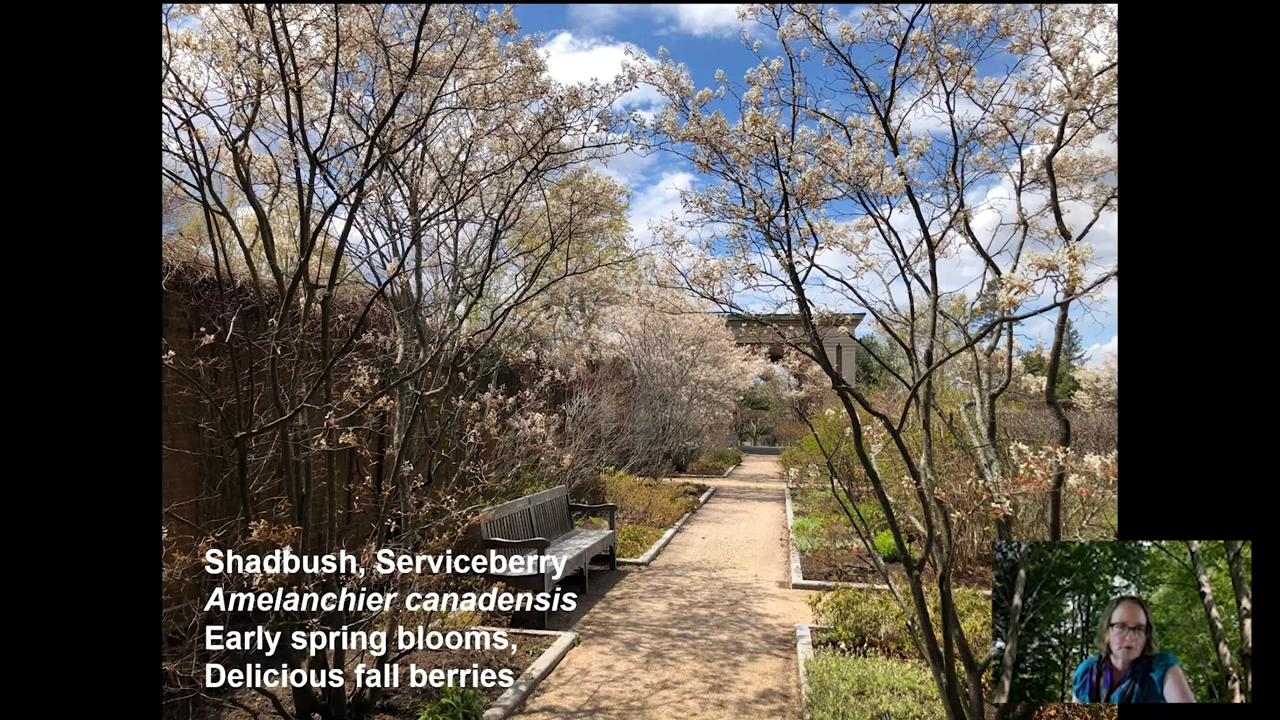 Shadbush, Serviceberry
Amelanchier canadensis
Early spring blooms,
Delicious fall berries